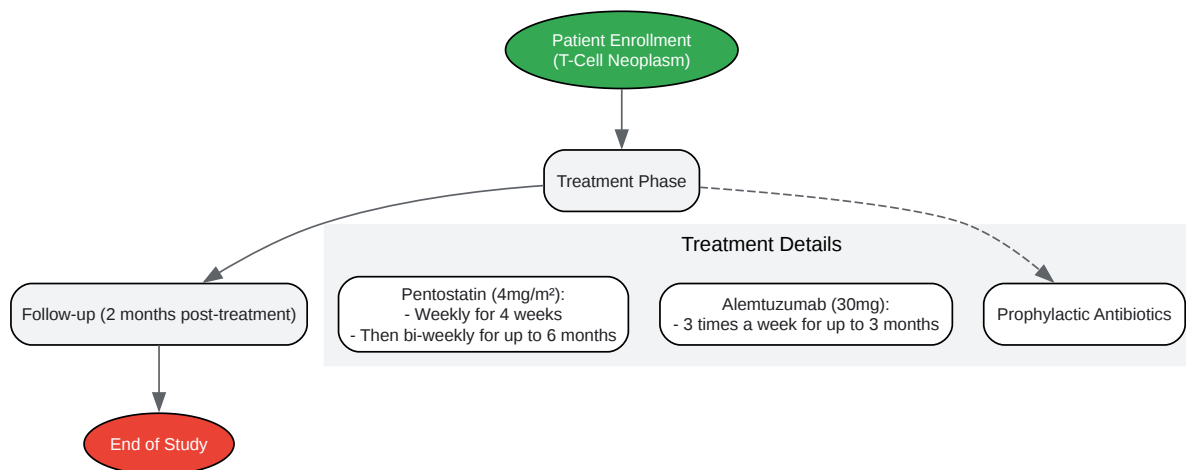 Patient Enrollment
(T-Cell Neoplasm)
Treatment Phase
Treatment Details
Follow-up (2 months post-treatment)
Pentostatin (4mg/m²):
- Weekly for 4 weeks
- Then bi-weekly for up to 6 months
Alemtuzumab (30mg):
- 3 times a week for up to 3 months
Prophylactic Antibiotics
End of Study